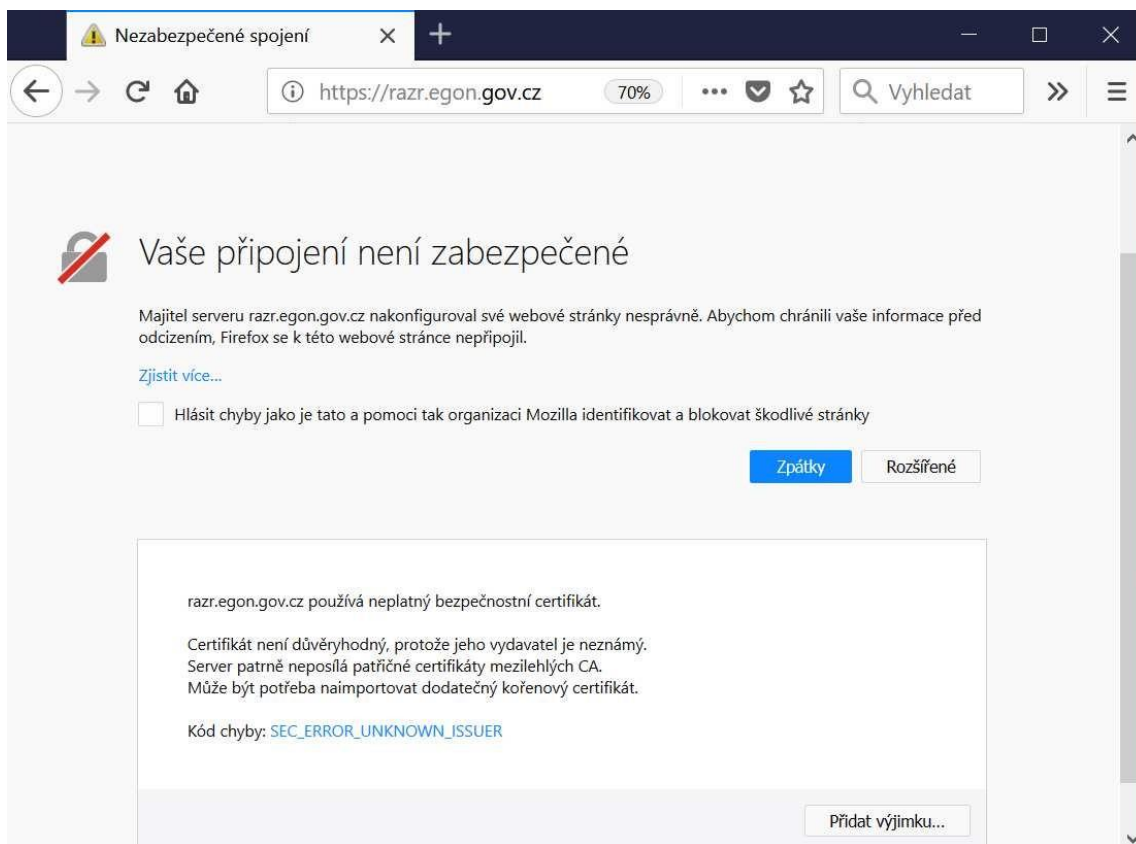 Nezabezpečené spojení
https://razr.egon.gov.cz
70%
Vyhledat
Vaše připojení není zabezpečené
Majitel serveru razr.egon.gov.cz nakonfiguroval své webové stránky nesprávně. Abychom chránili vaše informace před
odcizením, Firefox se k této webové stránce nepřipojil.
Zjistit více...
Hlásit chyby jako je tato a pomoci tak organizaci Mozilla identifikovat a blokovat škodlivé stránky
Zpátky
Rozšířené
razr.egon.gov.cz používá neplatný bezpečnostní certifikát.
Certifikát není důvěryhodný, protože jeho vydavatel je neznámý.
Server patrně neposílá patřičné certifikáty mezilehlých CA.
Může být potřeba naimportovat dodatečný kořenový certifikát.
Kód chyby: SEC_ERROR_UNKNOWN_ISSUER
Přidat výjimku...